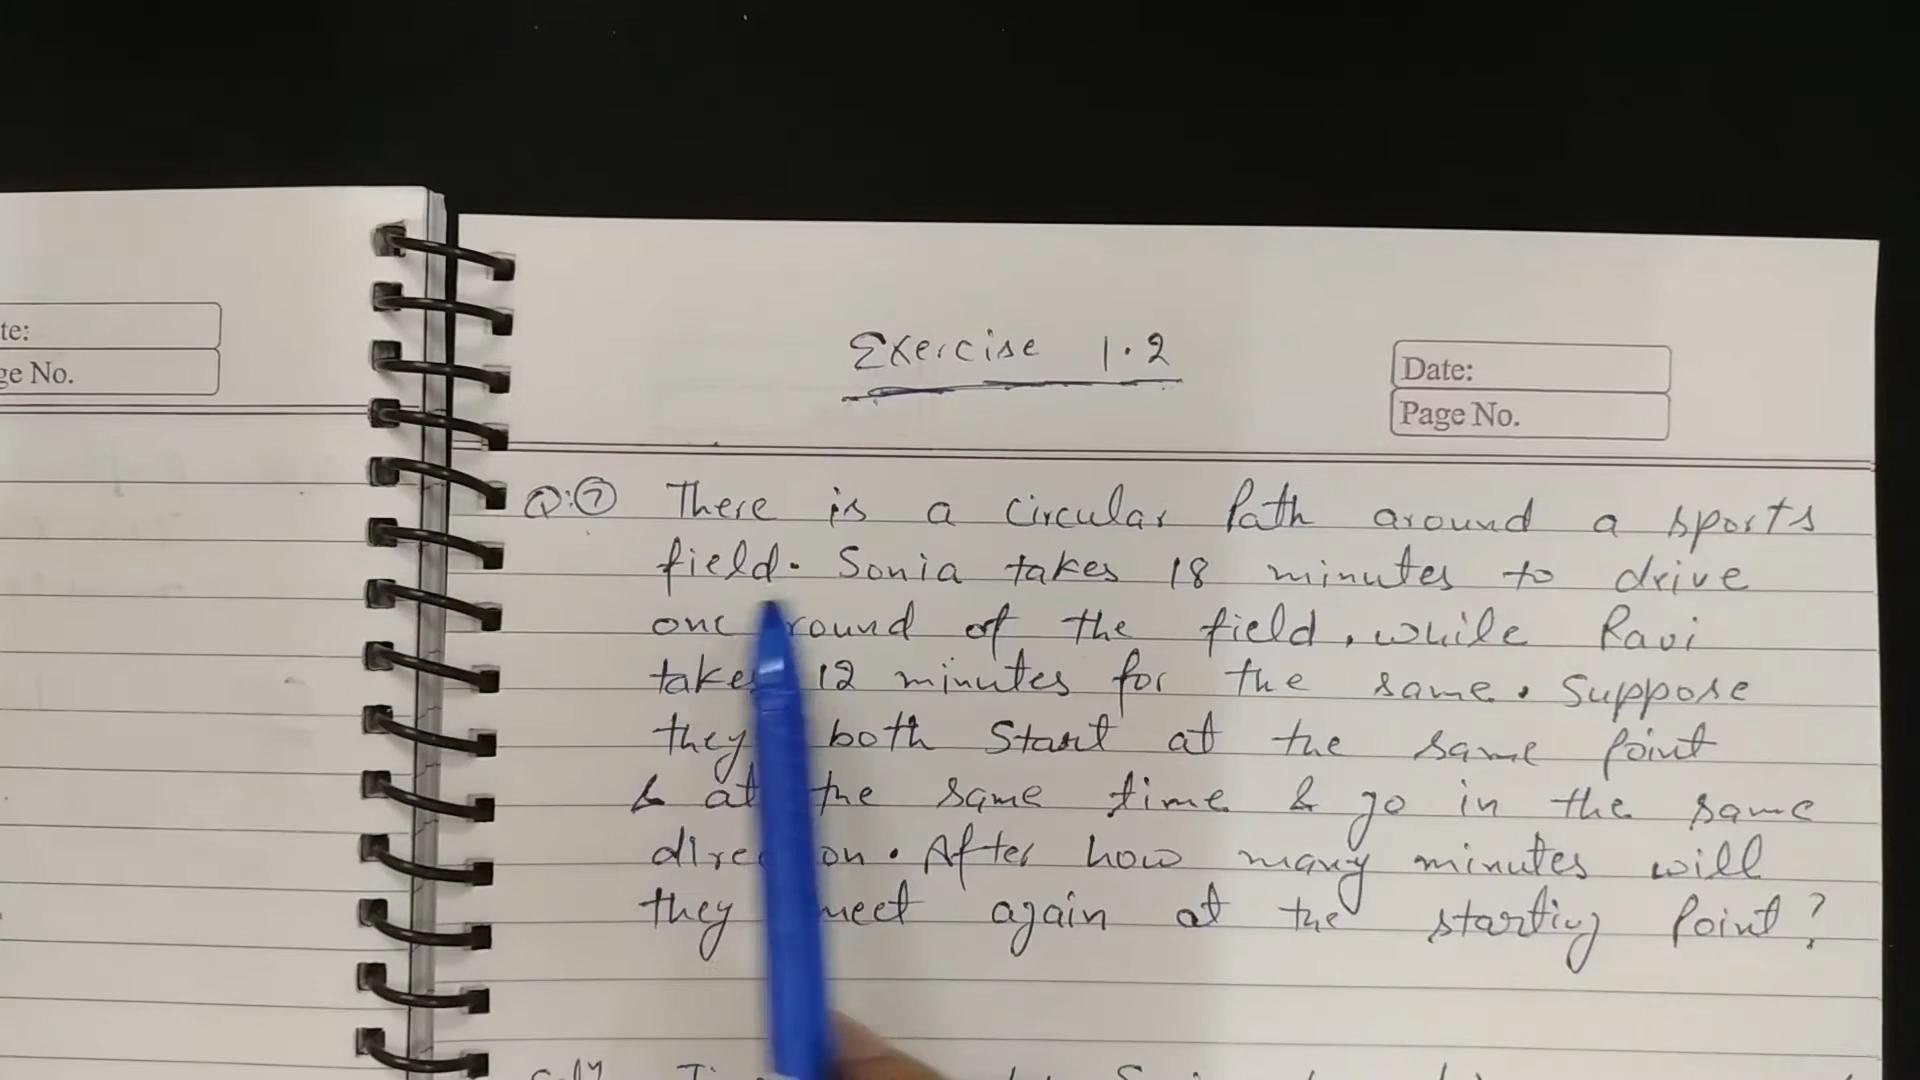 te:
ge No.
Exercise 1.2
Date:
Page No.
Q.7 There is a circular Path around a sports
field. Sonia takes 18 minutes to drive
one round of the field, while Ravi
takes 12 minutes for the same. Suppose
they both Start at the same Point
& at the same time & go in the same
direction. After how many minutes will
they meet again at the starting Point?